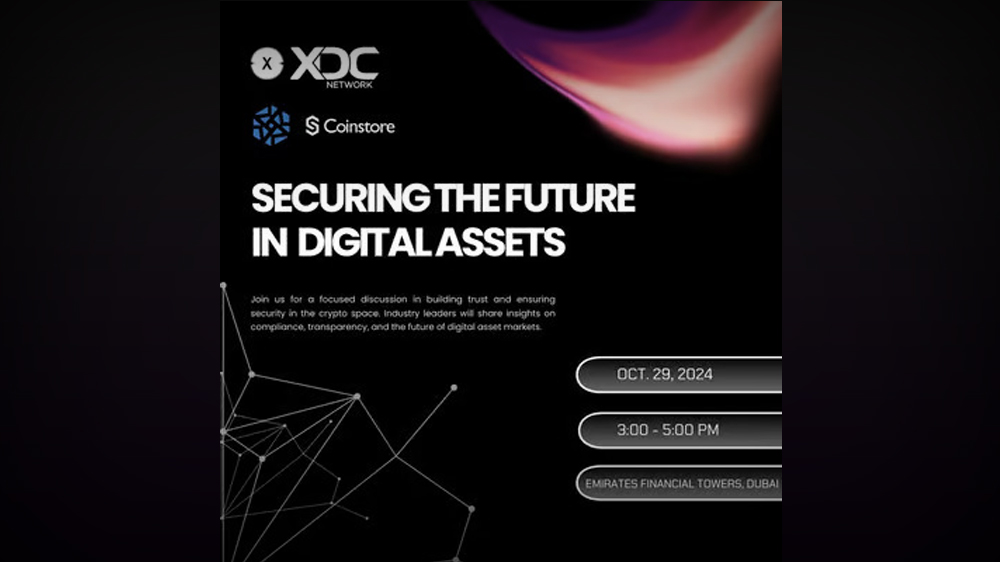 X XDC
NETWORK
S Coinstore
SECURING THE FUTURE
IN DIGITAL ASSETS
Join us for a focused discussion in building trust and ensuring
security in the crypto space. Industry leaders will share insights on
compliance, transparency, and the future of digital asset markets.
OCT. 29, 2024
3:00 - 5:00 PM
EMIRATES FINANCIAL TOWERS, DUBAI